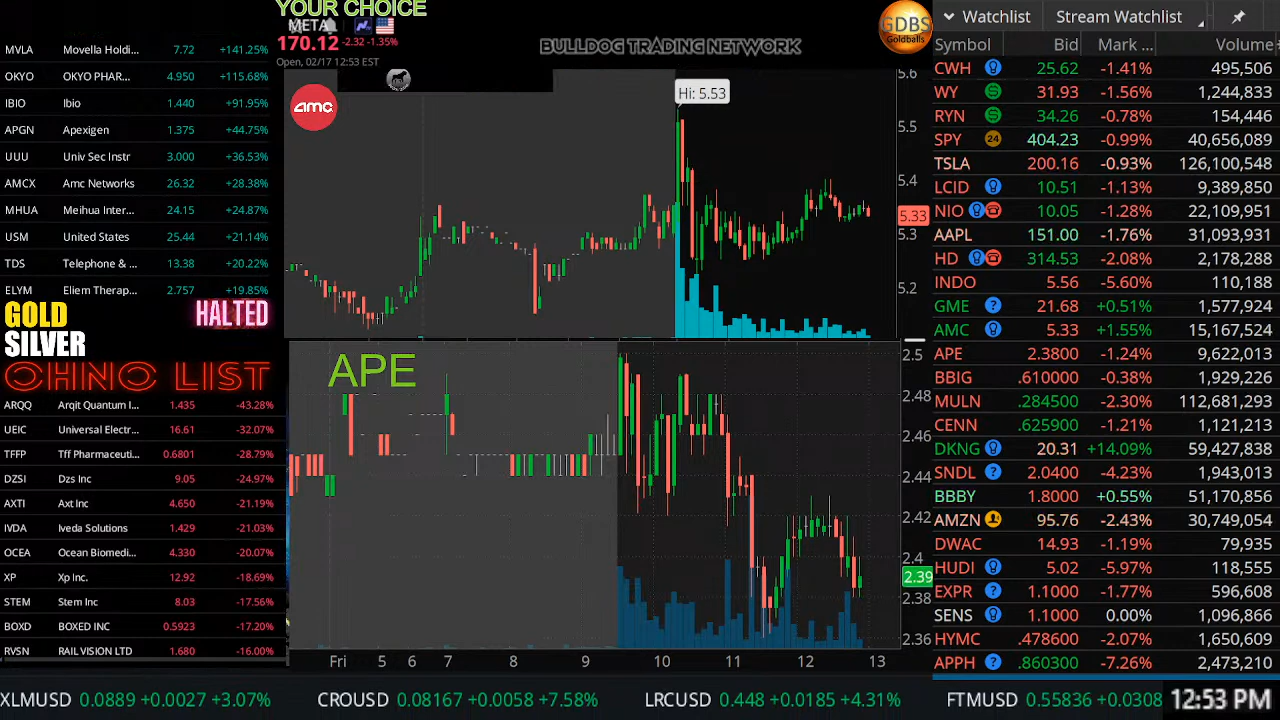 YOUR CHOICE
META
170.12 -2.32 -1.35%
Open, 02/17 12:53 EST
BULLDOG TRADING NETWORK
GDBS
Goldballs
MVLA Movella Holdi... 7.72 +141.25%
OKYO OKYO PHAR... 4.950 +115.68%
IBIO Ibio 1.440 +91.95%
APGN Apexigen 1.375 +44.75%
UUU Univ Sec Instr 3.000 +36.53%
AMCX Amc Networks 26.32 +28.38%
MHUA Meihua Inter... 24.15 +24.87%
USM United States 25.44 +21.14%
TDS Telephone & ... 13.38 +20.22%
ELYM Eliem Therap... 2.757 +19.85%
GOLD HALTED
SILVER
OHNO LIST
ARQQ Arqit Quantum I... 1.435 -43.28%
UEIC Universal Electr... 16.61 -32.07%
TFFP Tff Pharmaceuti... 0.6801 -28.79%
DZSI Dzs Inc 9.05 -24.97%
AXTI Axt Inc 4.650 -21.19%
IVDA Iveda Solutions 1.429 -21.03%
OCEA Ocean Biomedi... 4.330 -20.07%
XP Xp Inc. 12.92 -18.69%
STEM Stem Inc 8.03 -17.56%
BOXD BOXED INC 0.5923 -17.20%
RVSN RAIL VISION LTD 1.680 -16.00%
amc
Hi: 5.53
5.6
5.5
5.4
5.33
5.3
5.2
APE
2.5
2.48
2.46
2.44
2.42
2.4
2.39
2.38
2.36
Fri 5 6 7 8 9 10 11 12 13
Watchlist Stream Watchlist
Symbol Bid Mark ... Volume
CWH 25.62 -1.41% 495,506
WY 31.93 -1.56% 1,244,833
RYN 34.26 -0.78% 154,446
SPY 24 404.23 -0.99% 40,656,089
TSLA 200.16 -0.93% 126,100,548
LCID 10.51 -1.13% 9,389,850
NIO 10.05 -1.28% 22,109,951
AAPL 151.00 -1.76% 31,093,931
HD 314.53 -2.08% 2,178,288
INDO 5.56 -5.60% 110,188
GME ? 21.68 +0.51% 1,577,924
AMC 5.33 +1.55% 15,167,524
APE 2.3800 -1.24% 9,622,013
BBIG .610000 -0.38% 1,929,226
MULN .284500 -2.30% 112,681,293
CENN .625900 -1.21% 1,121,213
DKNG 20.31 +14.09% 59,427,838
SNDL ? 2.0400 -4.23% 1,943,013
BBBY 1.8000 +0.55% 51,170,856
AMZN 95.76 -2.43% 30,749,054
DWAC 14.93 -1.19% 79,935
HUDI 5.02 -5.97% 118,555
EXPR ? 1.1000 -1.77% 596,608
SENS 1.1000 0.00% 1,096,866
HYMC .478600 -2.07% 1,650,609
APPH ? .860300 -7.26% 2,473,210
XLMUSD 0.0889 +0.0027 +3.07% CROUSD 0.08167 +0.0058 +7.58% LRCUSD 0.448 +0.0185 +4.31% FTMUSD 0.55836 +0.0308 12:53 PM